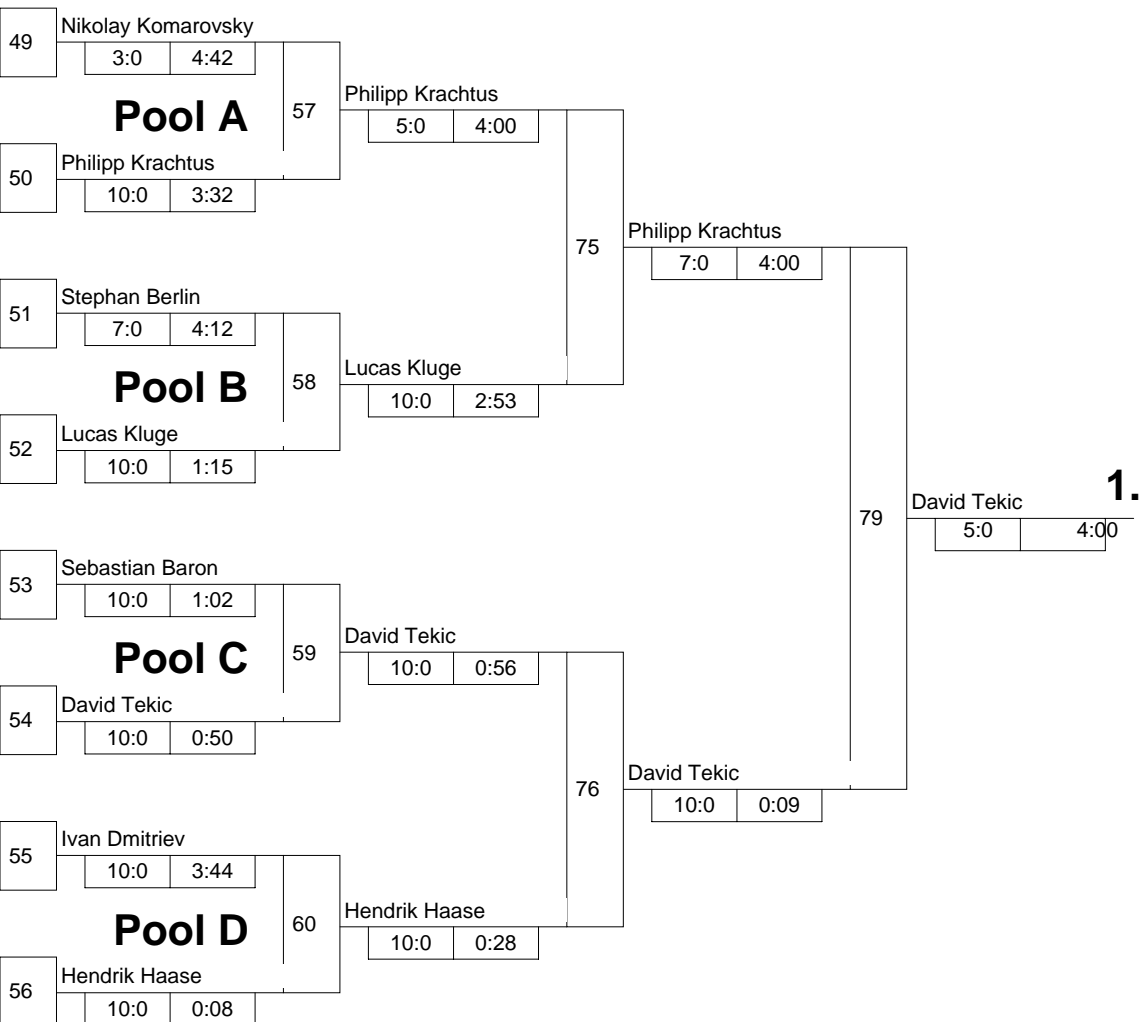 49
Nikolay Komarovsky
3:0 4:42
Pool A
57
Philipp Krachtus
5:0 4:00
50
Philipp Krachtus
10:0 3:32
75
Philipp Krachtus
7:0 4:00
51
Stephan Berlin
7:0 4:12
Pool B
58
Lucas Kluge
10:0 2:53
52
Lucas Kluge
10:0 1:15
79
David Tekic
1.
5:0 4:00
53
Sebastian Baron
10:0 1:02
Pool C
59
David Tekic
10:0 0:56
54
David Tekic
10:0 0:50
76
David Tekic
10:0 0:09
55
Ivan Dmitriev
10:0 3:44
Pool D
60
Hendrik Haase
10:0 0:28
56
Hendrik Haase
10:0 0:08